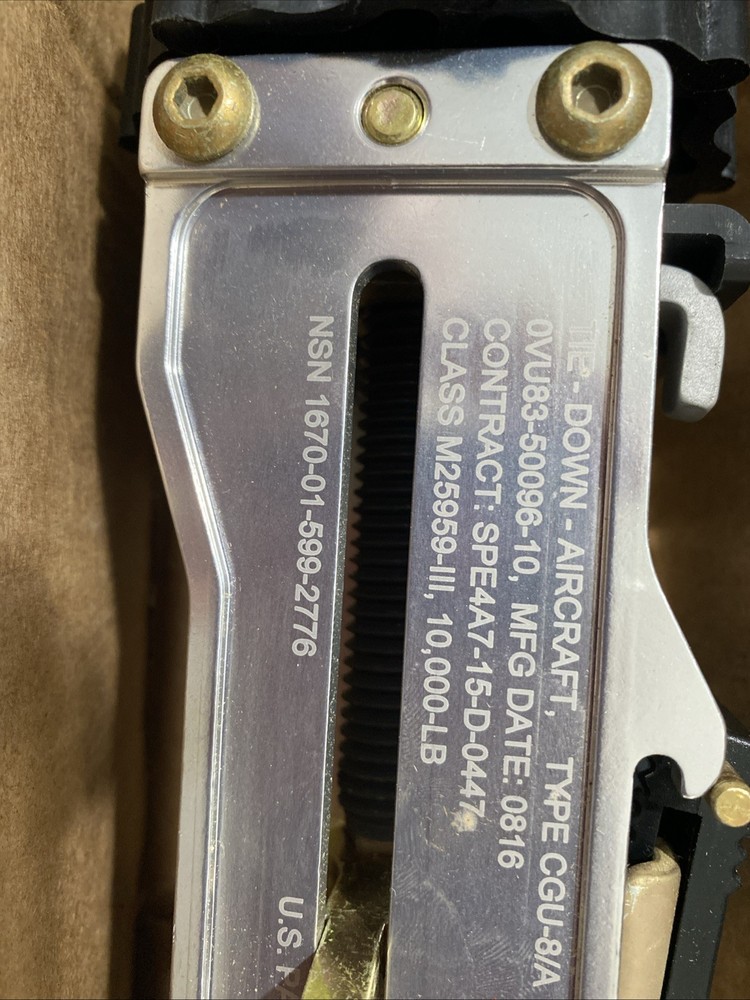 TIE - DOWN - AIRCRAFT, TYPE CGU-8/A
0VU83-50096-10, MFG DATE: 0816
CONTRACT: SPE4A7-15-D-0447
CLASS M25959-III, 10,000-LB
NSN 1670-01-599-2776
U.S.